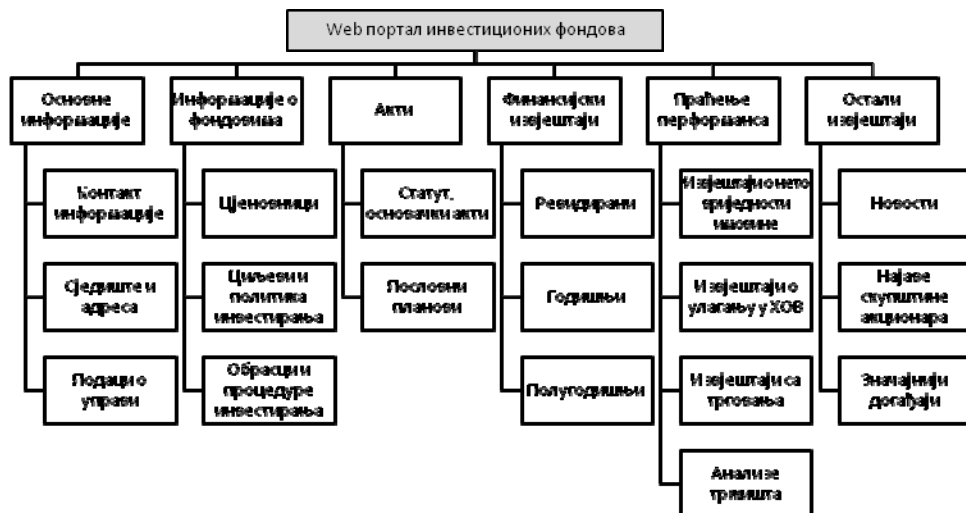 Web портал инвестиционих фондова
Основне
информације
Контакт
информације
Сједиште и
адреса
Подаци о
управи
Информације о
фондовима
Цјеновници
Циљеви и
политика
инвестирања
Обрасци и
процедуре
инвестирања
Акти
Статут,
оснивачки акти
Пословни
планови
Финансијски
извјештаји
Ревидирани
Годишњи
Полугодишњи
Праћење
перформанса
Извјештаји о нето
вриједности
имовине
Извјештаји о
улагању у ХОВ
Извјештаји са
трговања
Анализе
тржишта
Остали
извјештаји
Новости
Најаве
скупштине
акционара
Значајнији
догађаји